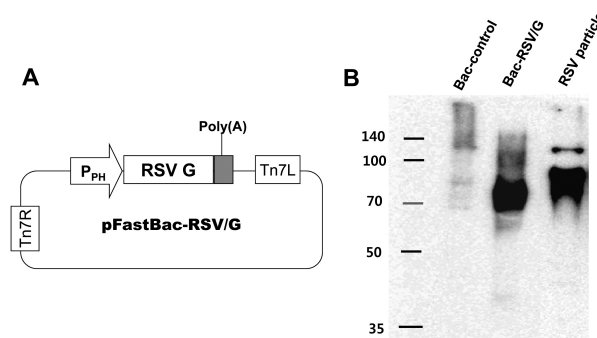 A
Poly(A)
PPH
RSV G
Tn7L
Tn7R
pFastBac-RSV/G
B
Bac-control
Bac-RSV/G
RSV particle
140
100
70
50
35